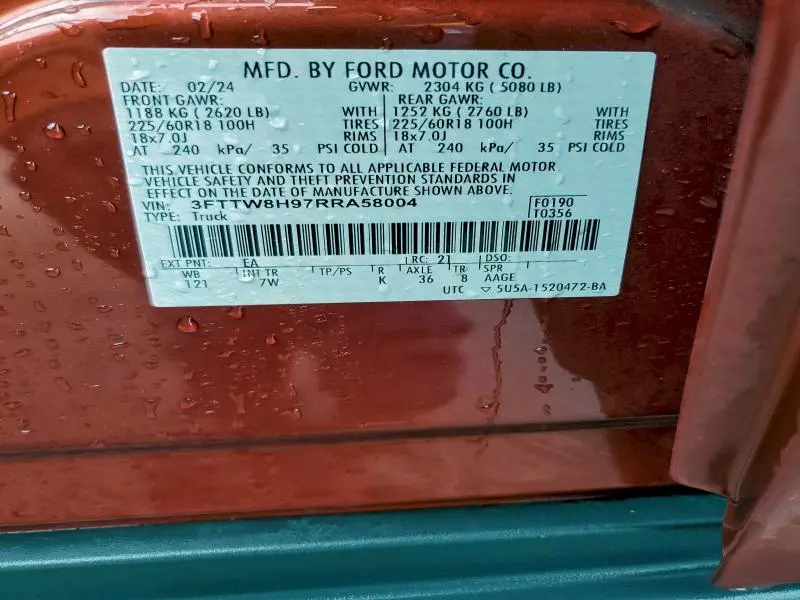 MFD. BY FORD MOTOR CO.
DATE: 02/24 GVWR: 2304 KG ( 5080 LB)
FRONT GAWR: REAR GAWR:
1188 KG ( 2620 LB) WITH 1252 KG ( 2760 LB) WITH
225/60R18 100H TIRES 225/60R18 100H TIRES
18x7.0J RIMS 18x7.0J RIMS
AT 240 kPa/ 35 PSI COLD AT 240 kPa/ 35 PSI COLD
THIS VEHICLE CONFORMS TO ALL APPLICABLE FEDERAL MOTOR
VEHICLE SAFETY AND THEFT PREVENTION STANDARDS IN
EFFECT ON THE DATE OF MANUFACTURE SHOWN ABOVE.
VIN: 3FTTW8H97RRA58004 F0190
TYPE: Truck T0356
EXT PNT: EA RC: 21 DSO:
WB INT TR TP/PS R AXLE TR SPR
121 7W K 36 8 AAGE
UTC ▽ 5U5A-1520472-BA